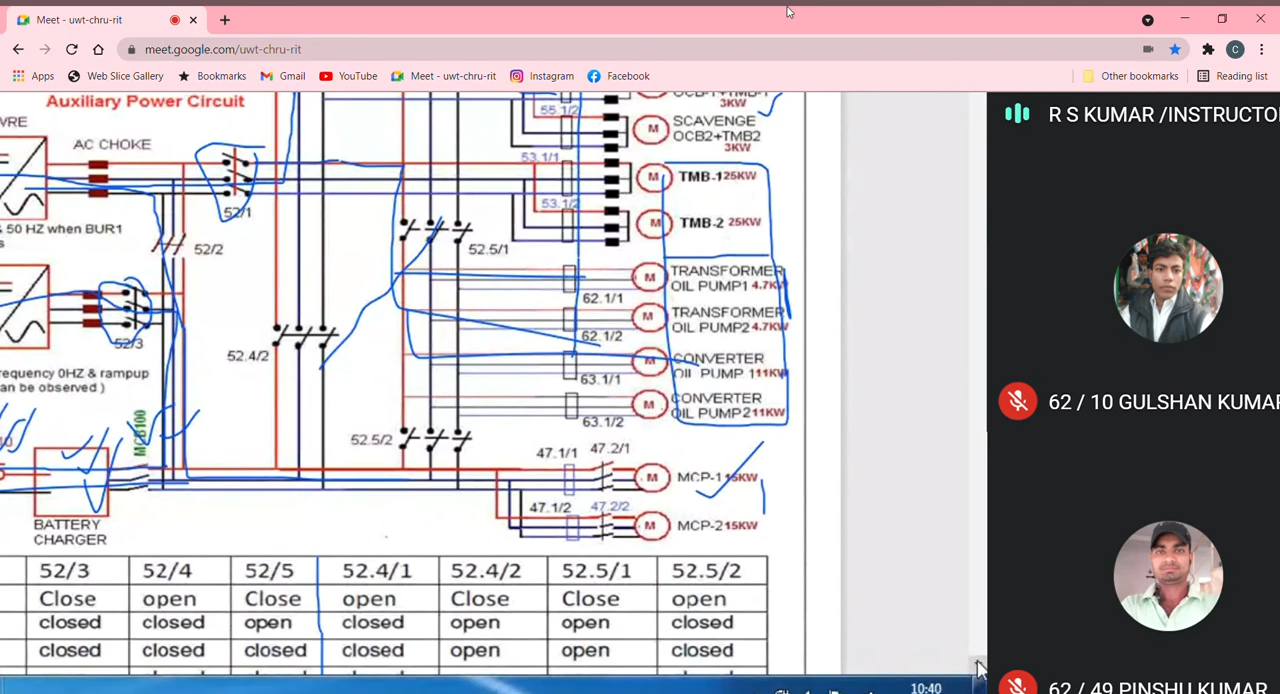 Meet - uwt-chru-rit
meet.google.com/uwt-chru-rit
C
Apps
Web Slice Gallery
Bookmarks
Gmail
YouTube
Meet - uwt-chru-rit
Instagram
Facebook
Other bookmarks
Reading list
Auxiliary Power Circuit
VRE
AC CHOKE
& 50 HZ when BUR1
s
52/1
52/2
52/3
52.4/2
requency 0HZ & rampup
can be observed )
MCB100
BATTERY
CHARGER
55.1/2
3KW
SCAVENGE
OCB2+TMB2
3KW
53.1/1
TMB-1 25KW
53.1/2
TMB-2 25KW
52.5/1
TRANSFORMER
OIL PUMP1 4.7KW
62.1/1
TRANSFORMER
OIL PUMP2 4.7KW
62.1/2
CONVERTER
OIL PUMP 1 11KW
63.1/1
CONVERTER
OIL PUMP2 11KW
63.1/2
52.5/2
47.1/1
47.2/1
MCP-1 15KW
47.1/2
47.2/2
MCP-2 15KW
M
M
M
M
M
M
M
M
M
52/3 52/4 52/5 52.4/1 52.4/2 52.5/1 52.5/2
Close open Close open Close Close open
closed closed open closed open open closed
closed closed closed closed open open closed
10:40
R S KUMAR /INSTRUCTO
62 / 10 GULSHAN KUMAR
62 / 49 PINSHU KUMAR